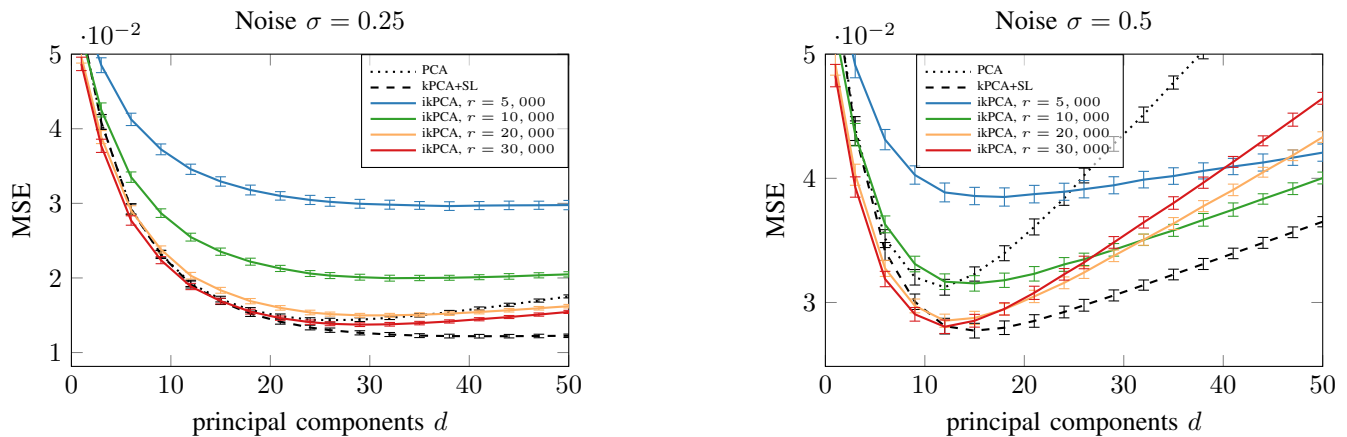 Noise σ = 0.25
·10⁻²
5
4
3
2
1
MSE
0 10 20 30 40 50
principal components d
PCA
kPCA+SL
ikPCA, r = 5,000
ikPCA, r = 10,000
ikPCA, r = 20,000
ikPCA, r = 30,000
Noise σ = 0.5
·10⁻²
5
4
3
MSE
0 10 20 30 40 50
principal components d
PCA
kPCA+SL
ikPCA, r = 5,000
ikPCA, r = 10,000
ikPCA, r = 20,000
ikPCA, r = 30,000